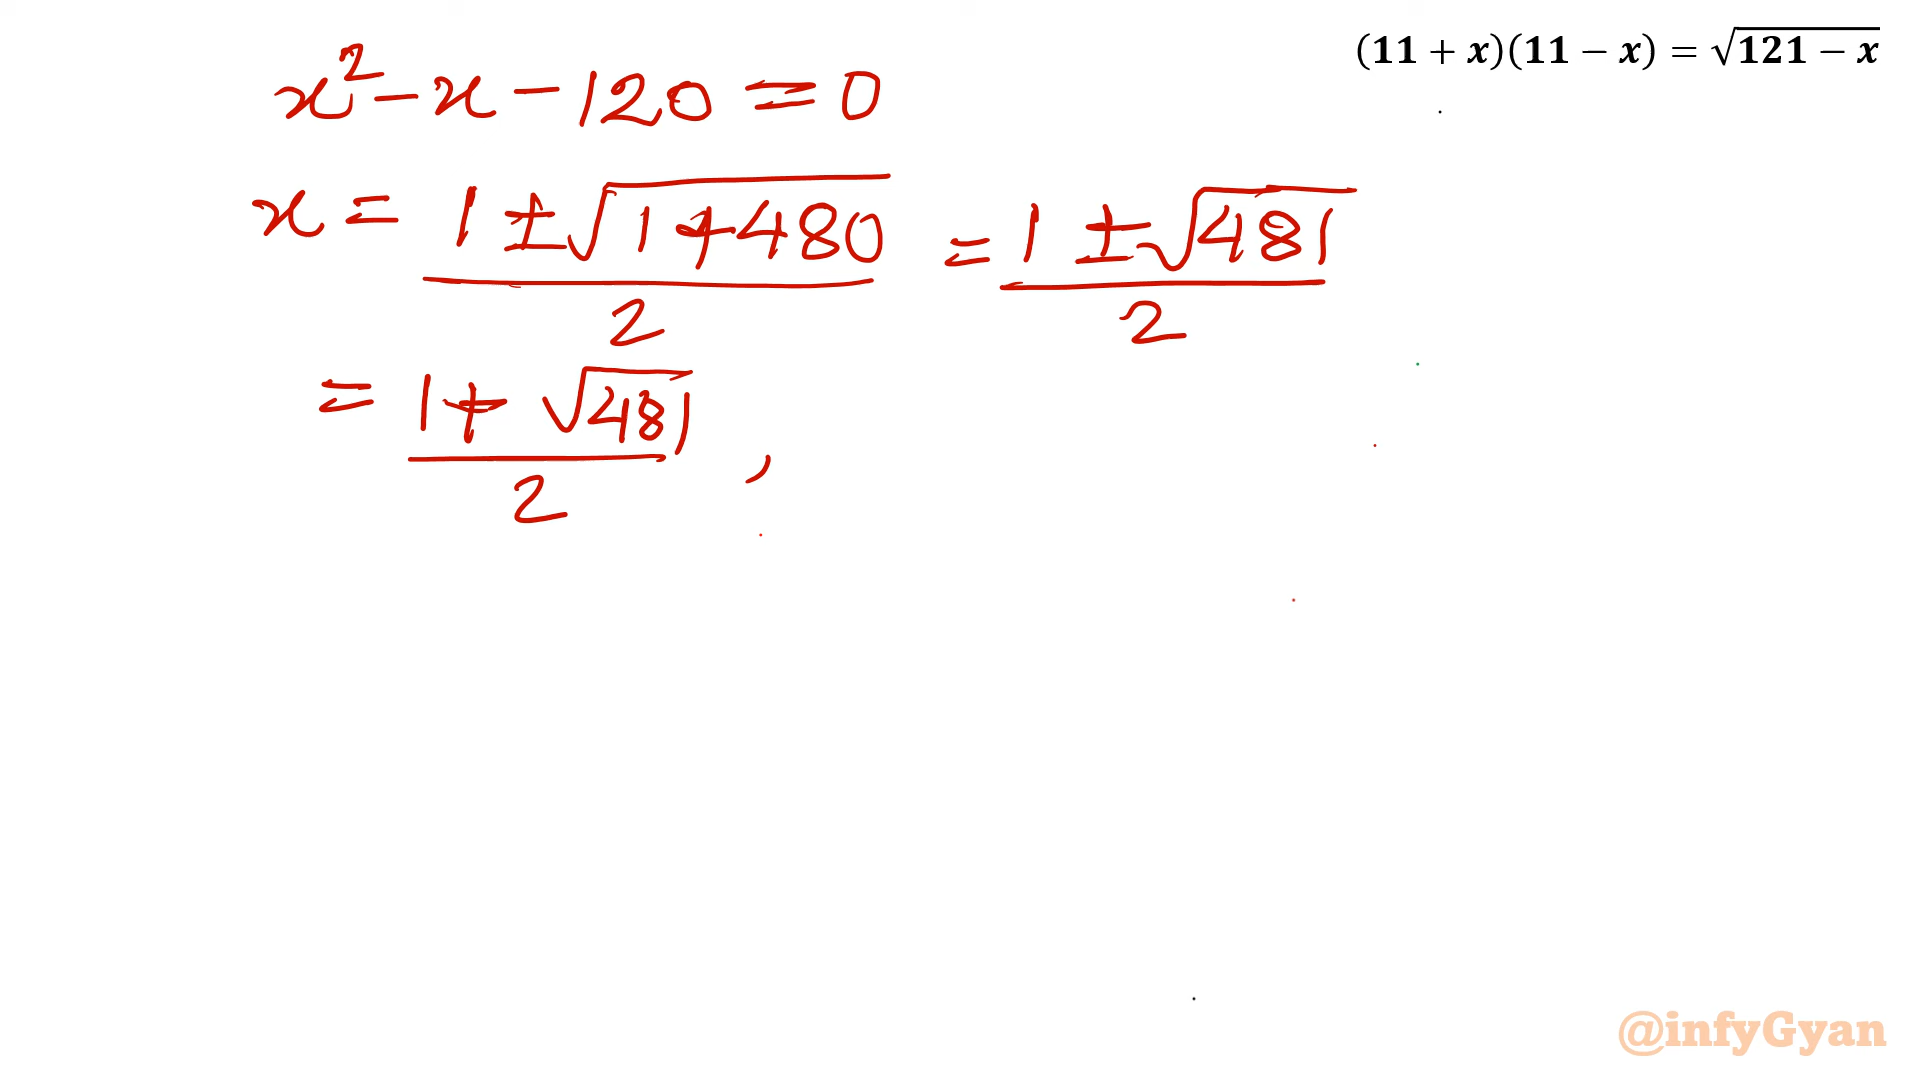 (11 + x)(11 − x) = √(121 − x)
x² − x − 120 = 0
x = (1 ± √(1 + 480))/2 = (1 ± √481)/2
= (1 + √481)/2 ,
@infyGyan